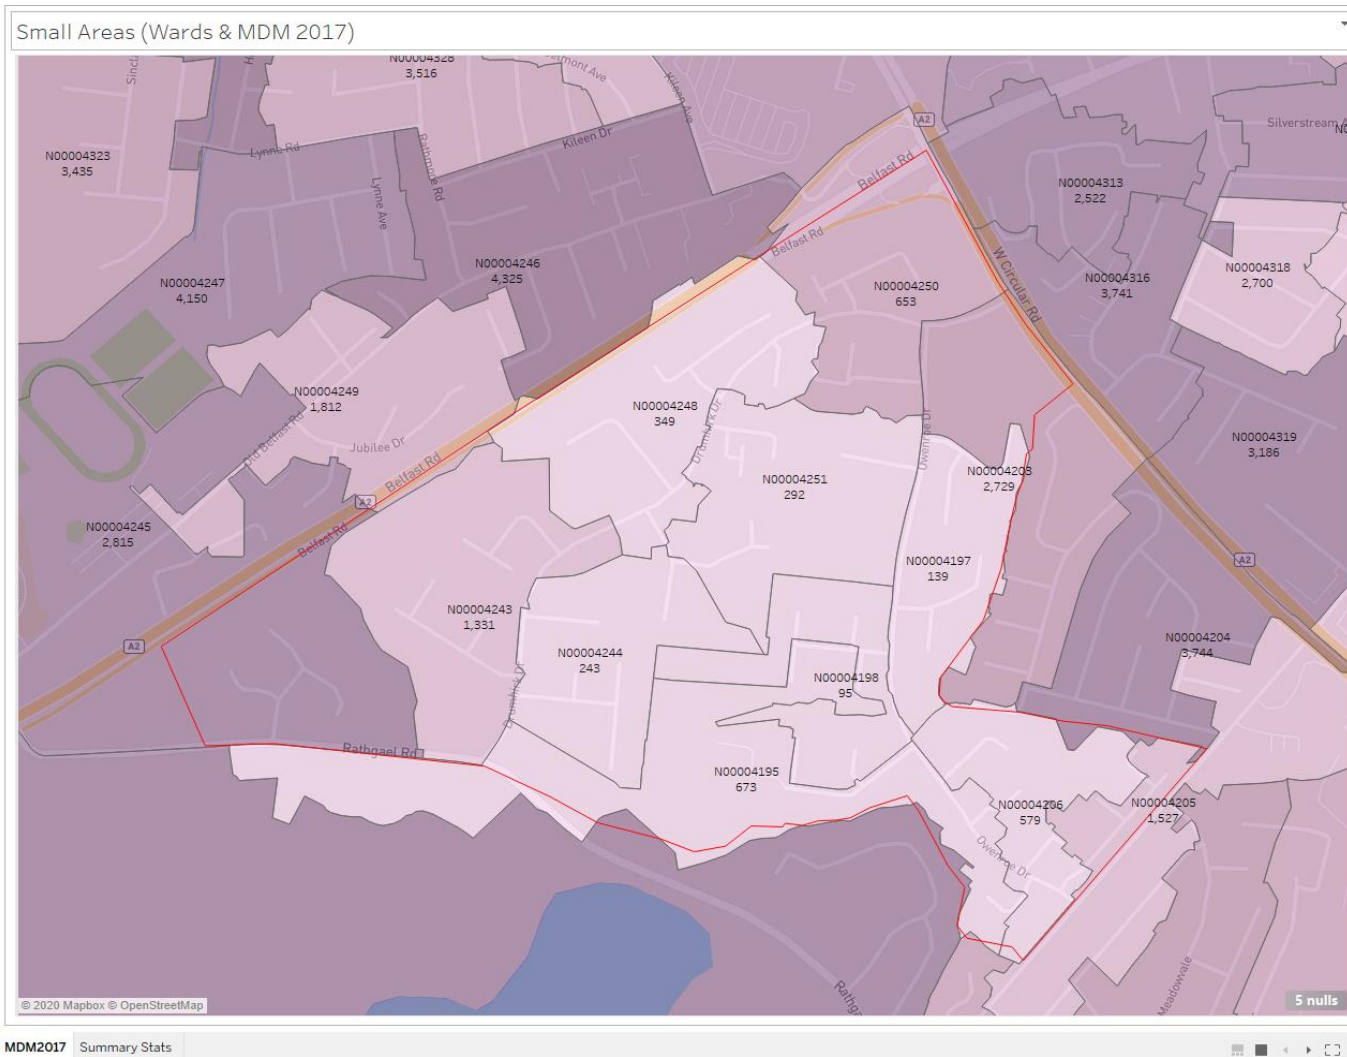 Small Areas (Wards & MDM 2017)
N00004328
3,516
Kileen Ave
A2
Silverstream
Kileen Dr
Lynne Rd
Rathmore Rd
N00004323
3,435
Belfast Rd
N00004313
2,522
Lynne Ave
Belfast Rd
W Circular Rd
N00004246
4,325
N00004247
4,150
N00004250
653
N00004316
3,741
N00004318
2,700
N00004249
1,812
N00004248
349
Drumhirk Dr
Owenroe Dr
Old Belfast Rd
Jubilee Dr
N00004319
3,186
Belfast Rd
N00004203
2,729
N00004251
292
A2
N00004245
2,815
Belfast Rd
A2
N00004197
139
N00004243
1,331
A2
N00004204
3,744
N00004244
243
N00004198
95
Drumhirk Dr
Rathgael Rd
N00004195
673
N00004206
579
N00004205
1,527
Owenroe Dr
Meadowvale
Rathga
© 2020 Mapbox © OpenStreetMap
5 nulls
MDM2017 Summary Stats